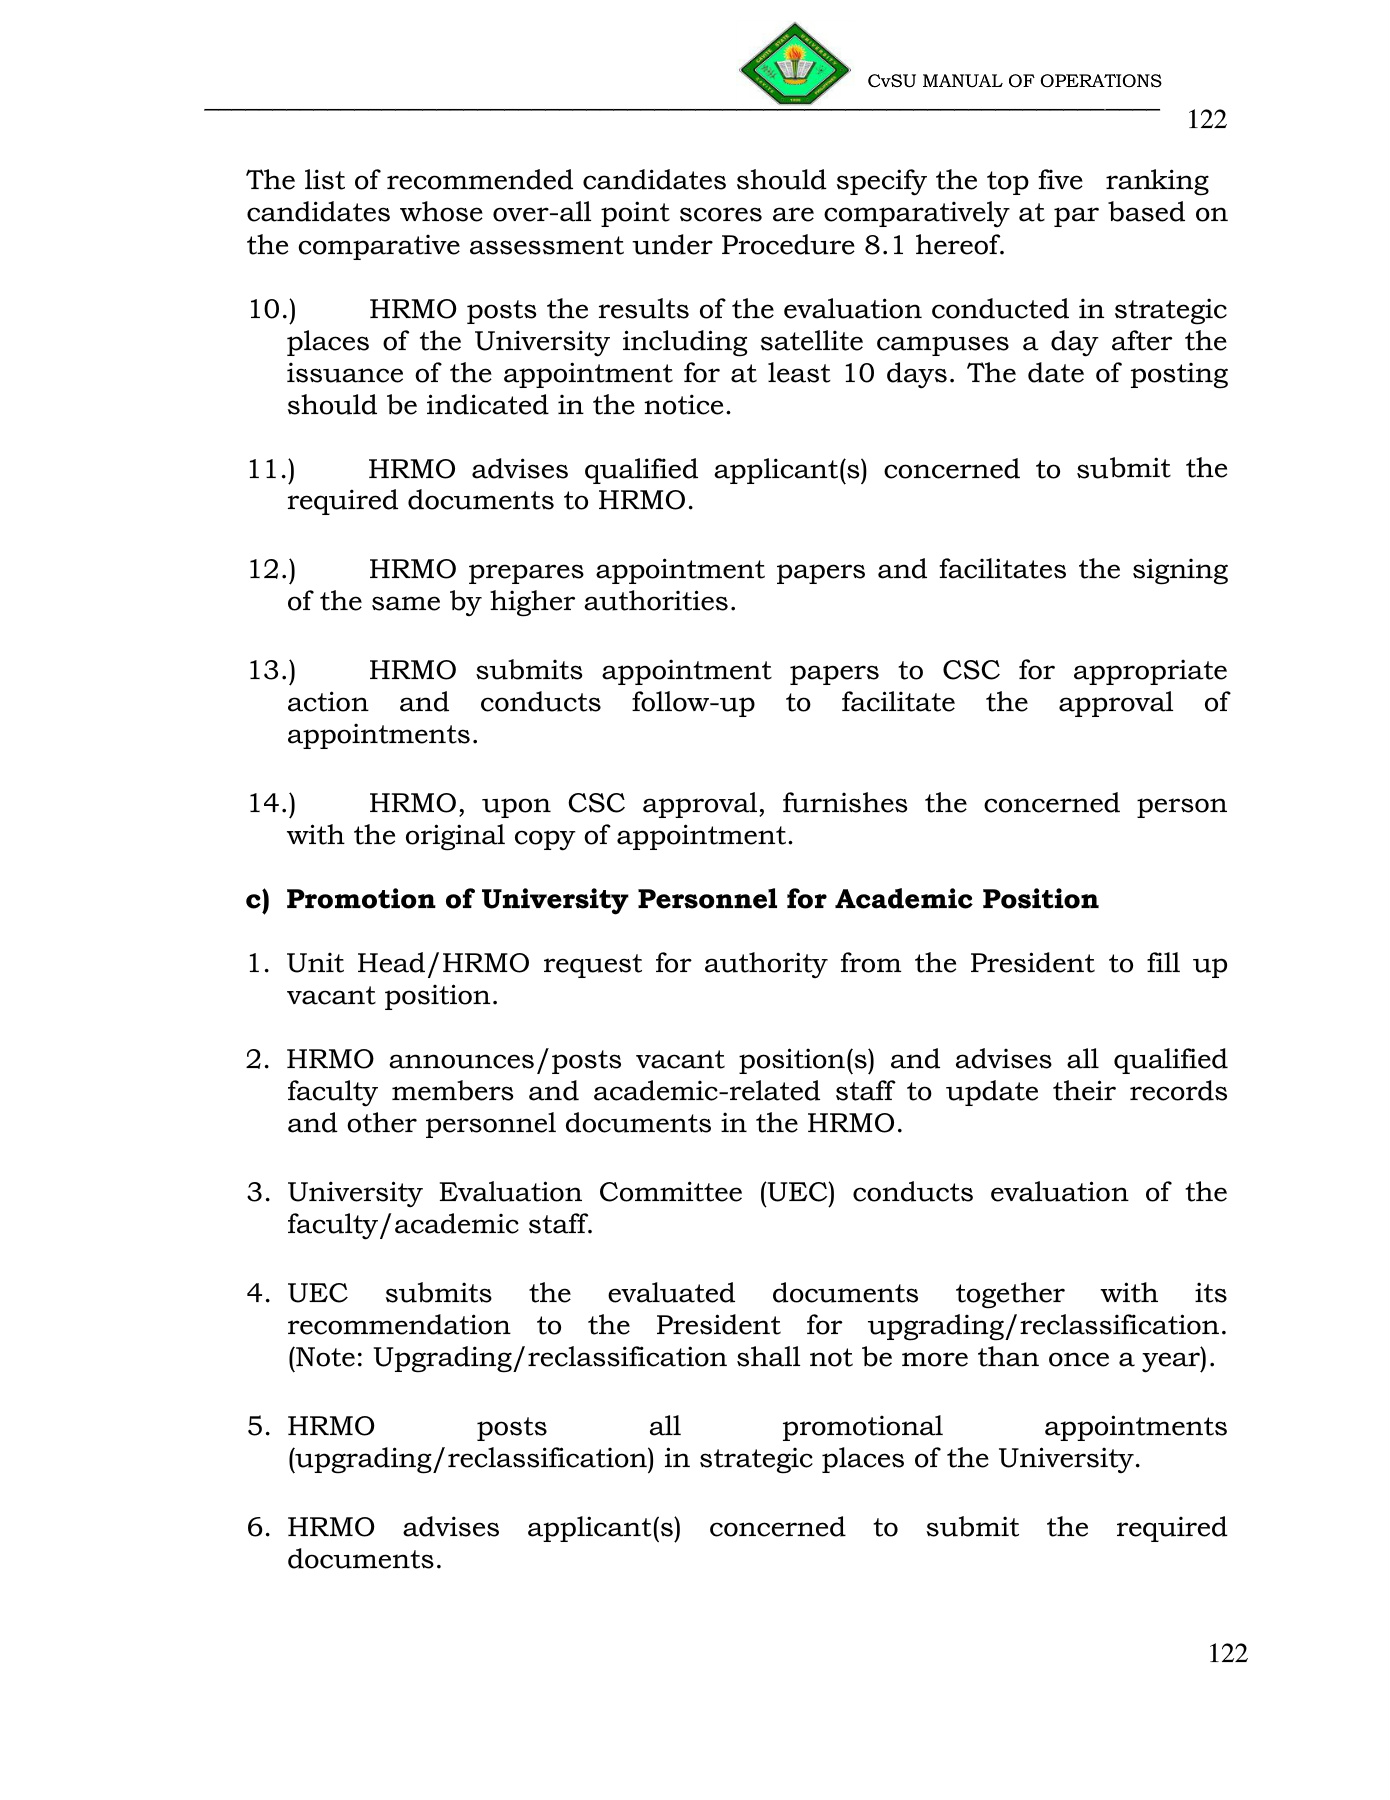 CvSU MANUAL OF OPERATIONS
122
The list of recommended candidates should specify the top five ranking
candidates whose over-all point scores are comparatively at par based on
the comparative assessment under Procedure 8.1 hereof.
10.) HRMO posts the results of the evaluation conducted in strategic
places of the University including satellite campuses a day after the
issuance of the appointment for at least 10 days. The date of posting
should be indicated in the notice.
11.) HRMO advises qualified applicant(s) concerned to submit the
required documents to HRMO.
12.) HRMO prepares appointment papers and facilitates the signing
of the same by higher authorities.
13.) HRMO submits appointment papers to CSC for appropriate
action and conducts follow-up to facilitate the approval of
appointments.
14.) HRMO, upon CSC approval, furnishes the concerned person
with the original copy of appointment.
c) Promotion of University Personnel for Academic Position
1. Unit Head/HRMO request for authority from the President to fill up
vacant position.
2. HRMO announces/posts vacant position(s) and advises all qualified
faculty members and academic-related staff to update their records
and other personnel documents in the HRMO.
3. University Evaluation Committee (UEC) conducts evaluation of the
faculty/academic staff.
4. UEC submits the evaluated documents together with its
recommendation to the President for upgrading/reclassification.
(Note: Upgrading/reclassification shall not be more than once a year).
5. HRMO posts all promotional appointments
(upgrading/reclassification) in strategic places of the University.
6. HRMO advises applicant(s) concerned to submit the required
documents.
122